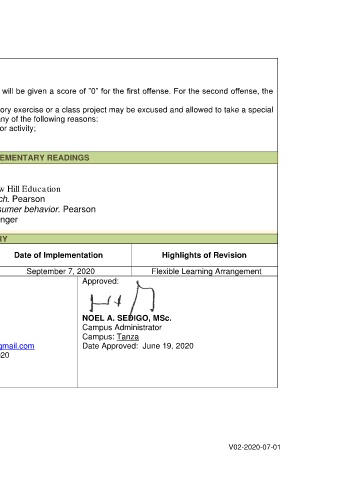 will be given a score of "0" for the first offense. For the second offense, the
ory exercise or a class project may be excused and allowed to take a special
any of the following reasons:
or activity;
EMENTARY READINGS
w Hill Education
ch. Pearson
sumer behavior. Pearson
nger
RY
Date of Implementation Highlights of Revision
September 7, 2020 Flexible Learning Arrangement
Approved:
NOEL A. SEDIGO, MSc.
Campus Administrator
Campus: Tanza
@gmail.com Date Approved: June 19, 2020
020
V02-2020-07-01